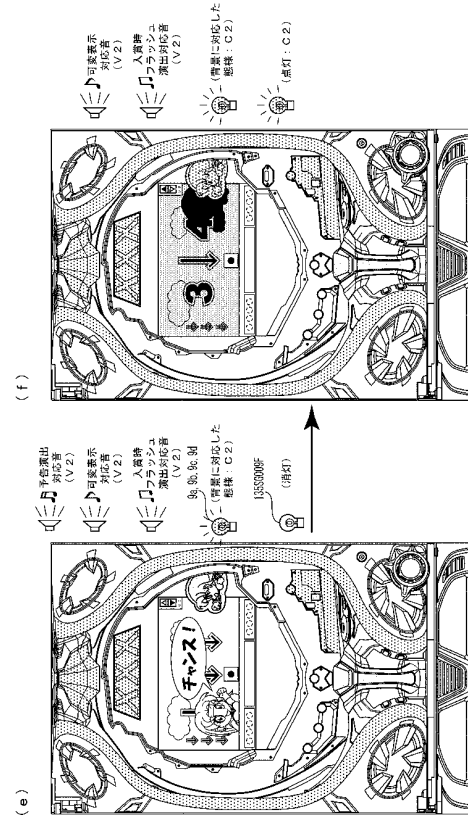 (e)
予告演出
対応音
(V2)
可変表示
対応音
(V2)
入賞時
フラッシュ
演出対応音
(V2)
9a,9b,9c,9d
(背景に対応した
態様：C2)
135SG009F
(消灯)
チャンス！
(f)
可変表示
対応音
(V2)
入賞時
フラッシュ
演出対応音
(V2)
(背景に対応した
態様：C2)
(点灯：C2)
3
4